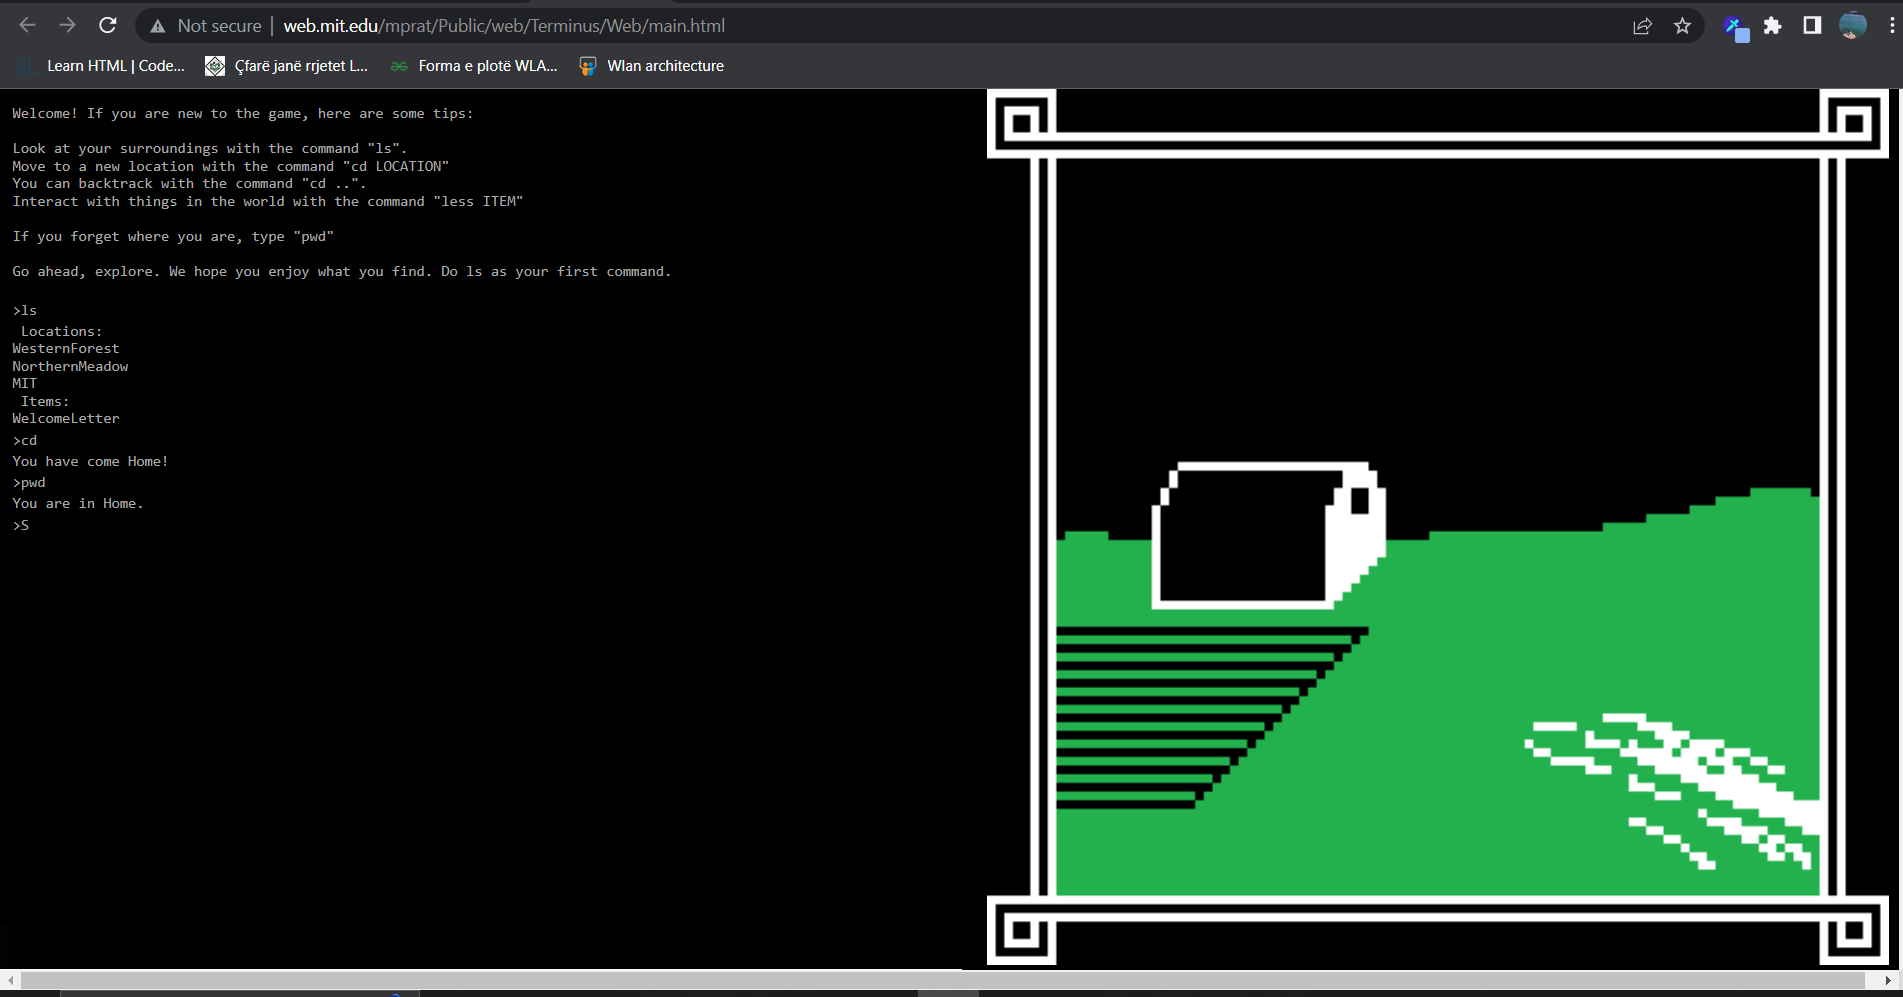 Not secure | web.mit.edu/mprat/Public/web/Terminus/Web/main.html
Learn HTML | Code... Çfarë janë rrjetet L... Forma e plotë WLA... Wlan architecture
Welcome! If you are new to the game, here are some tips:
Look at your surroundings with the command "ls".
Move to a new location with the command "cd LOCATION"
You can backtrack with the command "cd ..".
Interact with things in the world with the command "less ITEM"
If you forget where you are, type "pwd"
Go ahead, explore. We hope you enjoy what you find. Do ls as your first command.
>ls
Locations:
WesternForest
NorthernMeadow
MIT
Items:
WelcomeLetter
>cd
You have come Home!
>pwd
You are in Home.
>S